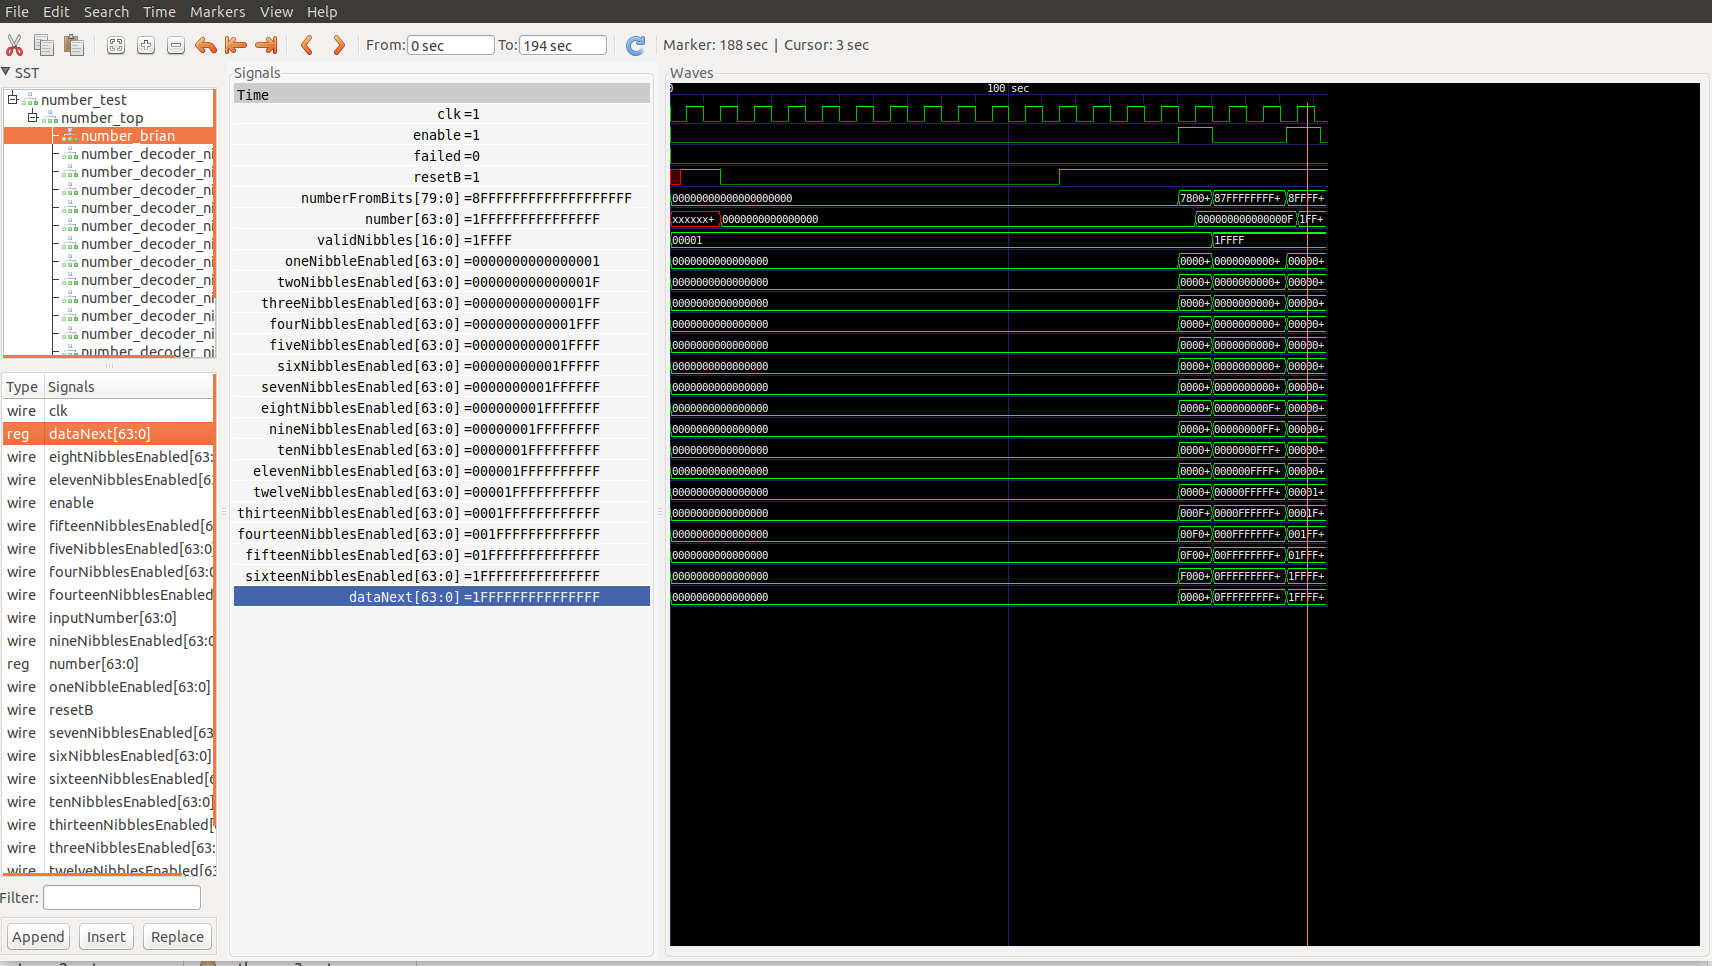 File Edit Search Time Markers View Help
From: 0 sec To: 194 sec Marker: 188 sec | Cursor: 3 sec
SST
number_test
number_top
number_brian
number_decoder_ni
number_decoder_ni
number_decoder_ni
number_decoder_ni
number_decoder_ni
number_decoder_ni
number_decoder_ni
number_decoder_ni
number_decoder_ni
number_decoder_ni
number_decoder_ni
number_decoder_ni
Type Signals
wire clk
reg dataNext[63:0]
wire eightNibblesEnabled[63:
wire elevenNibblesEnabled[63
wire enable
wire fifteenNibblesEnabled[6
wire fiveNibblesEnabled[63:0]
wire fourNibblesEnabled[63:0
wire fourteenNibblesEnabled
wire inputNumber[63:0]
wire nineNibblesEnabled[63:0
reg number[63:0]
wire oneNibbleEnabled[63:0]
wire resetB
wire sevenNibblesEnabled[63
wire sixNibblesEnabled[63:0]
wire sixteenNibblesEnabled[6
wire tenNibblesEnabled[63:0]
wire thirteenNibblesEnabled[
wire threeNibblesEnabled[63:
wire twelveNibblesEnabled[63
Filter:
Append Insert Replace
Signals
Time
clk=1
enable=1
failed=0
resetB=1
numberFromBits[79:0]=8FFFFFFFFFFFFFFFFFFF
number[63:0]=1FFFFFFFFFFFFFFF
validNibbles[16:0]=1FFFF
oneNibbleEnabled[63:0]=0000000000000001
twoNibblesEnabled[63:0]=000000000000001F
threeNibblesEnabled[63:0]=00000000000001FF
fourNibblesEnabled[63:0]=0000000000001FFF
fiveNibblesEnabled[63:0]=000000000001FFFF
sixNibblesEnabled[63:0]=00000000001FFFFF
sevenNibblesEnabled[63:0]=0000000001FFFFFF
eightNibblesEnabled[63:0]=000000001FFFFFFF
nineNibblesEnabled[63:0]=00000001FFFFFFFF
tenNibblesEnabled[63:0]=0000001FFFFFFFFF
elevenNibblesEnabled[63:0]=000001FFFFFFFFFF
twelveNibblesEnabled[63:0]=00001FFFFFFFFFFF
thirteenNibblesEnabled[63:0]=0001FFFFFFFFFFFF
fourteenNibblesEnabled[63:0]=001FFFFFFFFFFFFF
fifteenNibblesEnabled[63:0]=01FFFFFFFFFFFFFF
sixteenNibblesEnabled[63:0]=1FFFFFFFFFFFFFFF
dataNext[63:0]=1FFFFFFFFFFFFFFF
Waves
0 100 sec
00000000000000000000 7800+ 87FFFFFFFF+ 8FFFF+
xxxxxx+ 0000000000000000 000000000000000F 1FF+
00001 1FFFF
0000000000000000 0000+ 0000000000+ 00000+
0000000000000000 0000+ 0000000000+ 00000+
0000000000000000 0000+ 0000000000+ 00000+
0000000000000000 0000+ 0000000000+ 00000+
0000000000000000 0000+ 0000000000+ 00000+
0000000000000000 0000+ 0000000000+ 00000+
0000000000000000 0000+ 0000000000+ 00000+
0000000000000000 0000+ 000000000F+ 00000+
0000000000000000 0000+ 00000000FF+ 00000+
0000000000000000 0000+ 0000000FFF+ 00000+
0000000000000000 0000+ 000000FFFF+ 00000+
0000000000000000 0000+ 00000FFFFF+ 00001+
0000000000000000 000F+ 0000FFFFFF+ 0001F+
0000000000000000 00F0+ 000FFFFFFF+ 001FF+
0000000000000000 0F00+ 00FFFFFFFF+ 01FFF+
0000000000000000 F000+ 0FFFFFFFFF+ 1FFFF+
0000000000000000 0000+ 0FFFFFFFFF+ 1FFFF+